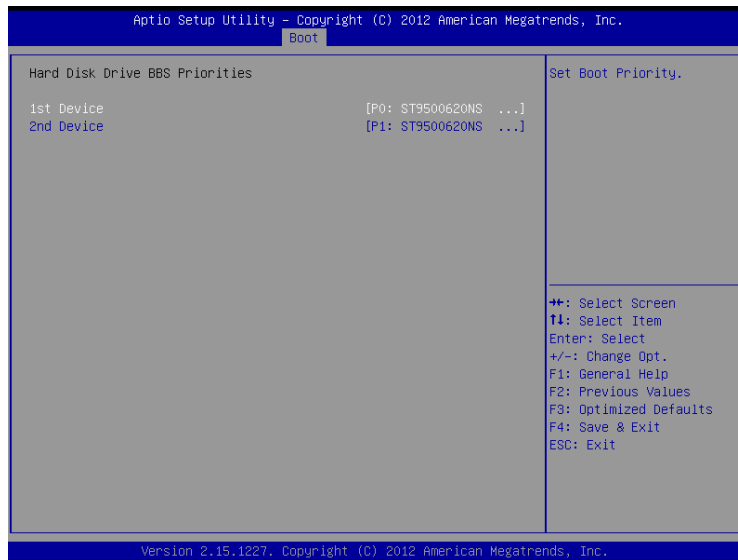 Aptio Setup Utility – Copyright (C) 2012 American Megatrends, Inc.
Boot
Hard Disk Drive BBS Priorities
Set Boot Priority.
1st Device [P0: ST9500620NS ...]
2nd Device [P1: ST9500620NS ...]
→←: Select Screen
↑↓: Select Item
Enter: Select
+/-: Change Opt.
F1: General Help
F2: Previous Values
F3: Optimized Defaults
F4: Save & Exit
ESC: Exit
Version 2.15.1227. Copyright (C) 2012 American Megatrends, Inc.